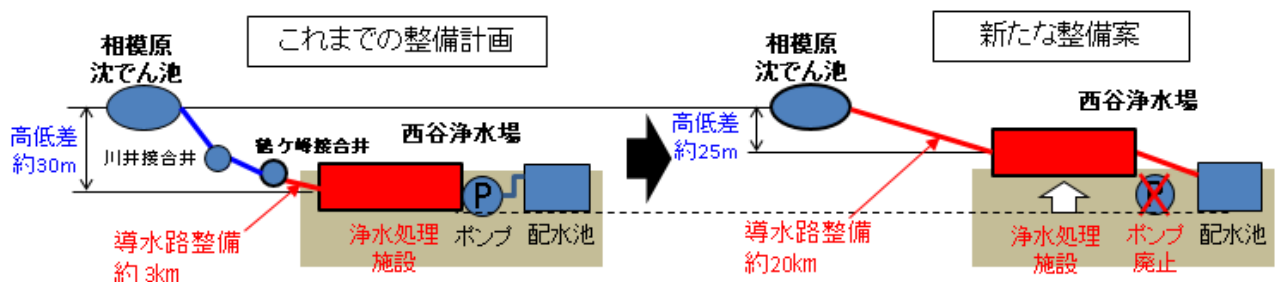 これまでの整備計画
相模原
沈でん池
高低差
約30m
川井接合井
鶴ケ峰接合井
西谷浄水場
P
導水路整備
約3km
浄水処理
施設
ポンプ
配水池
新たな整備案
相模原
沈でん池
高低差
約25m
西谷浄水場
P
導水路整備
約20km
浄水処理
施設
ポンプ
廃止
配水池